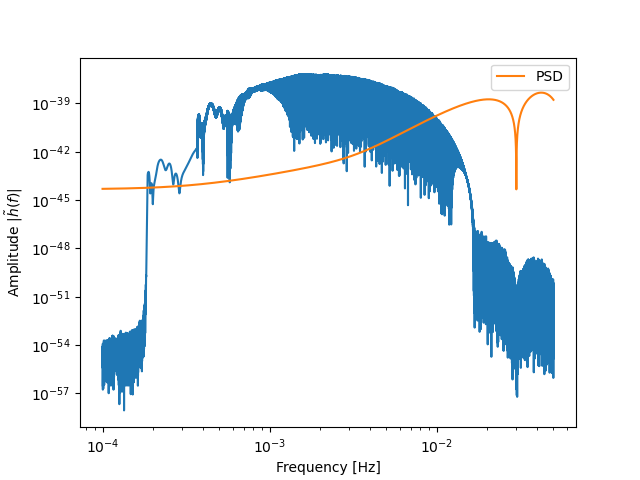 PSD
10⁻³⁹
10⁻⁴²
10⁻⁴⁵
10⁻⁴⁸
10⁻⁵¹
10⁻⁵⁴
10⁻⁵⁷
Amplitude |h̃(f)|
10⁻⁴ 10⁻³ 10⁻²
Frequency [Hz]